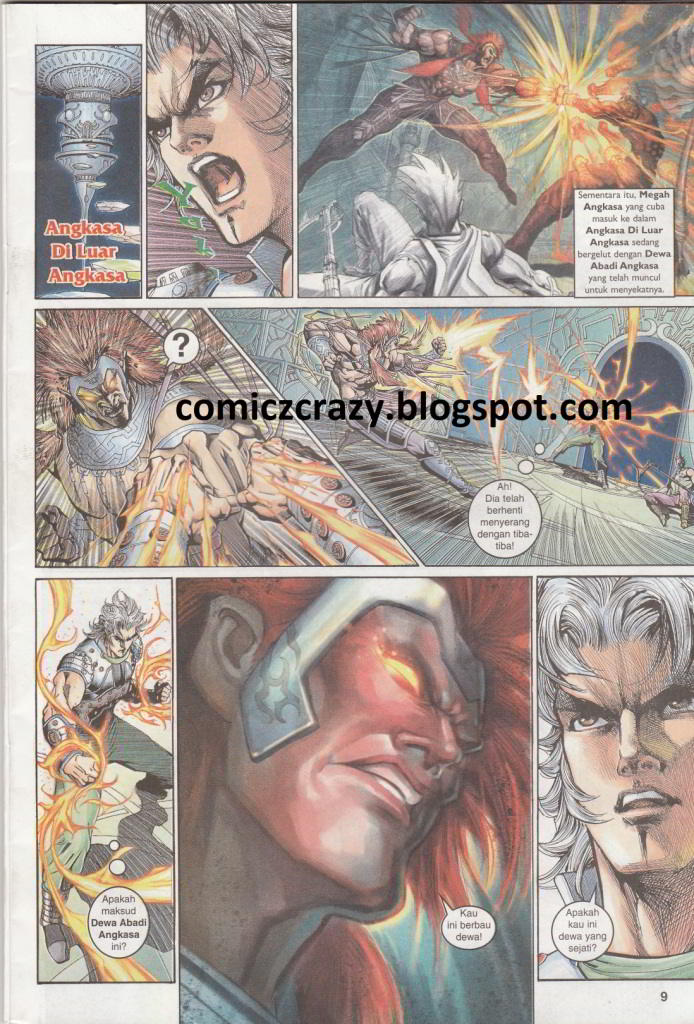 Angkasa
Di Luar
Angkasa
Sementara itu, Megah
Angkasa yang cuba
masuk ke dalam
Angkasa Di Luar
Angkasa sedang
bergelut dengan Dewa
Abadi Angkasa
yang telah muncul
untuk menyekatnya.
?
comiczcrazy.blogspot.com
Ah!
Dia telah
berhenti
menyerang
dengan tiba-
tiba!
Apakah
maksud
Dewa Abadi
Angkasa
ini?
Kau
ini berbau
dewa!
Apakah
kau ini
dewa yang
sejati?
9